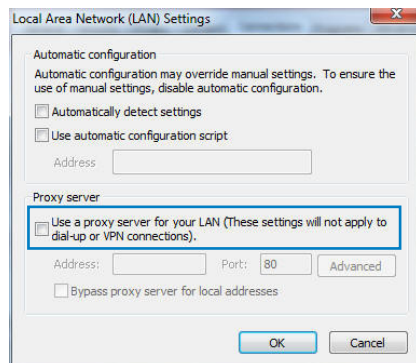 Local Area Network (LAN) Settings
Automatic configuration
Automatic configuration may override manual settings. To ensure the
use of manual settings, disable automatic configuration.
Automatically detect settings
Use automatic configuration script
Address
Proxy server
Use a proxy server for your LAN (These settings will not apply to
dial-up or VPN connections).
Address: Port: 80 Advanced
Bypass proxy server for local addresses
OK Cancel